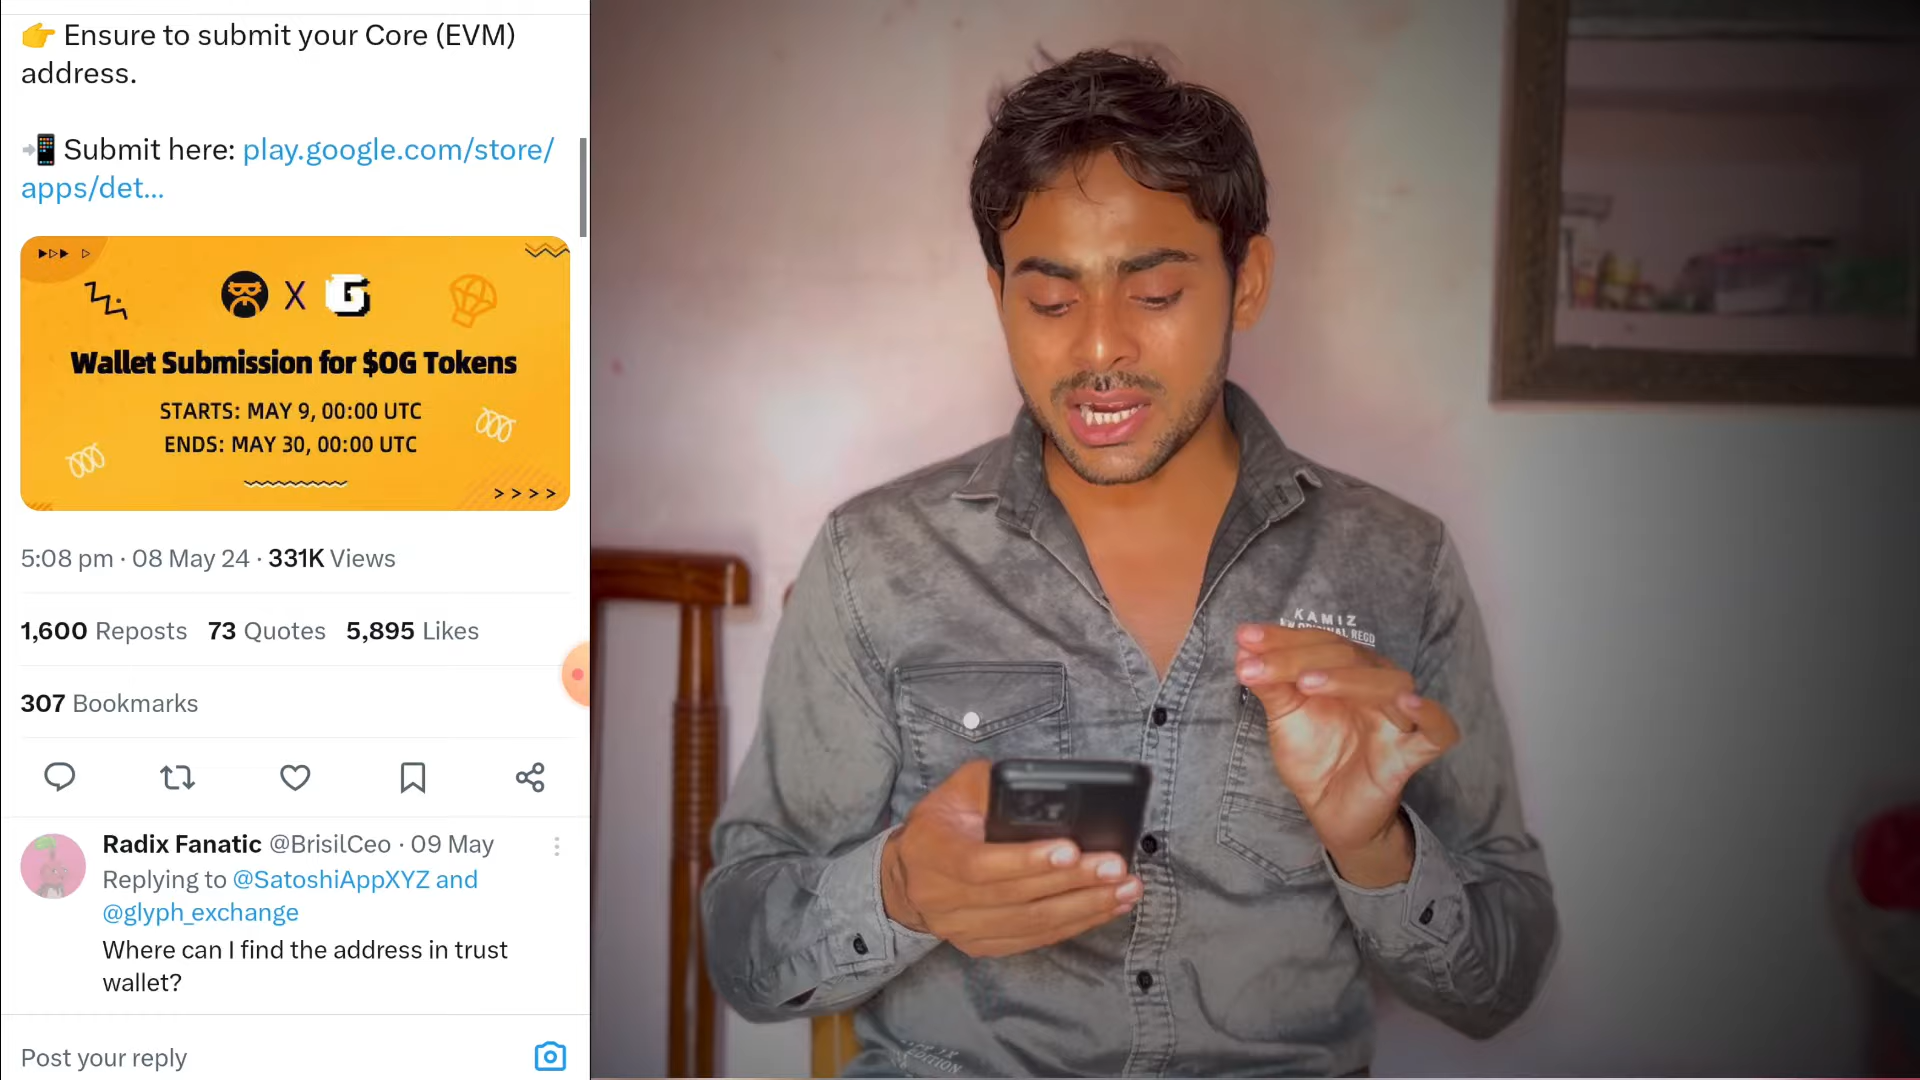 👉 Ensure to submit your Core (EVM)
address.
📲 Submit here: play.google.com/store/
apps/det...
X G
Wallet Submission for $OG Tokens
STARTS: MAY 9, 00:00 UTC
ENDS: MAY 30, 00:00 UTC
> > > >
5:08 pm · 08 May 24 · 331K Views
1,600 Reposts 73 Quotes 5,895 Likes
307 Bookmarks
Radix Fanatic @BrisilCeo · 09 May
Replying to @SatoshiAppXYZ and
@glyph_exchange
Where can I find the address in trust
wallet?
Post your reply
KAMIZ
ORIGINAL REGD
EDITION